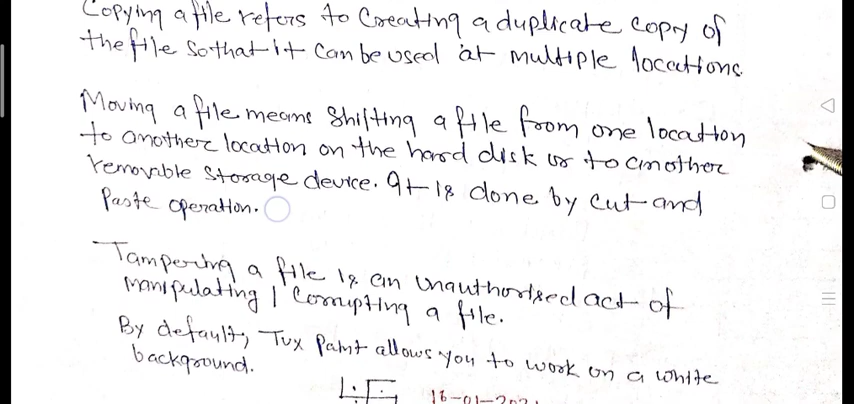 Copying a file refers to Creating a duplicate copy of
the file so that it can be used at multiple locations.
Moving a file means Shifting a file from one location
to another location on the hard disk or to another
removable storage device. It is done by cut and
Paste operation.
Tampering a file is an unauthorised act of
manipulating / Corrupting a file.
By default, Tux Paint allows you to work on a white
background.